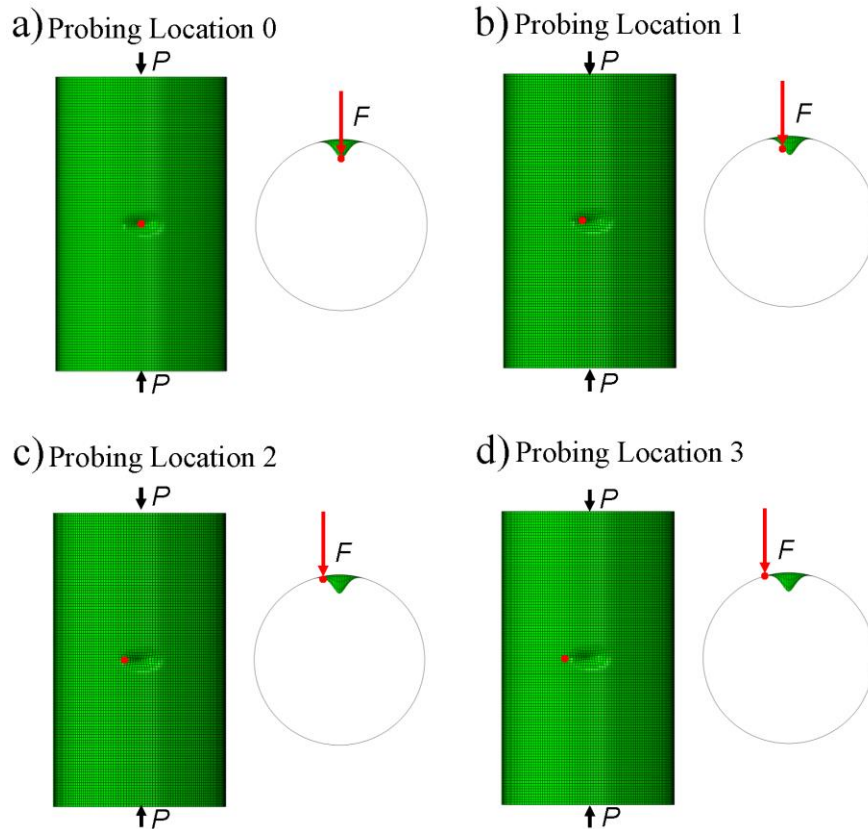 a) Probing Location 0
P
F
P
b) Probing Location 1
P
F
P
c) Probing Location 2
P
F
P
d) Probing Location 3
P
F
P